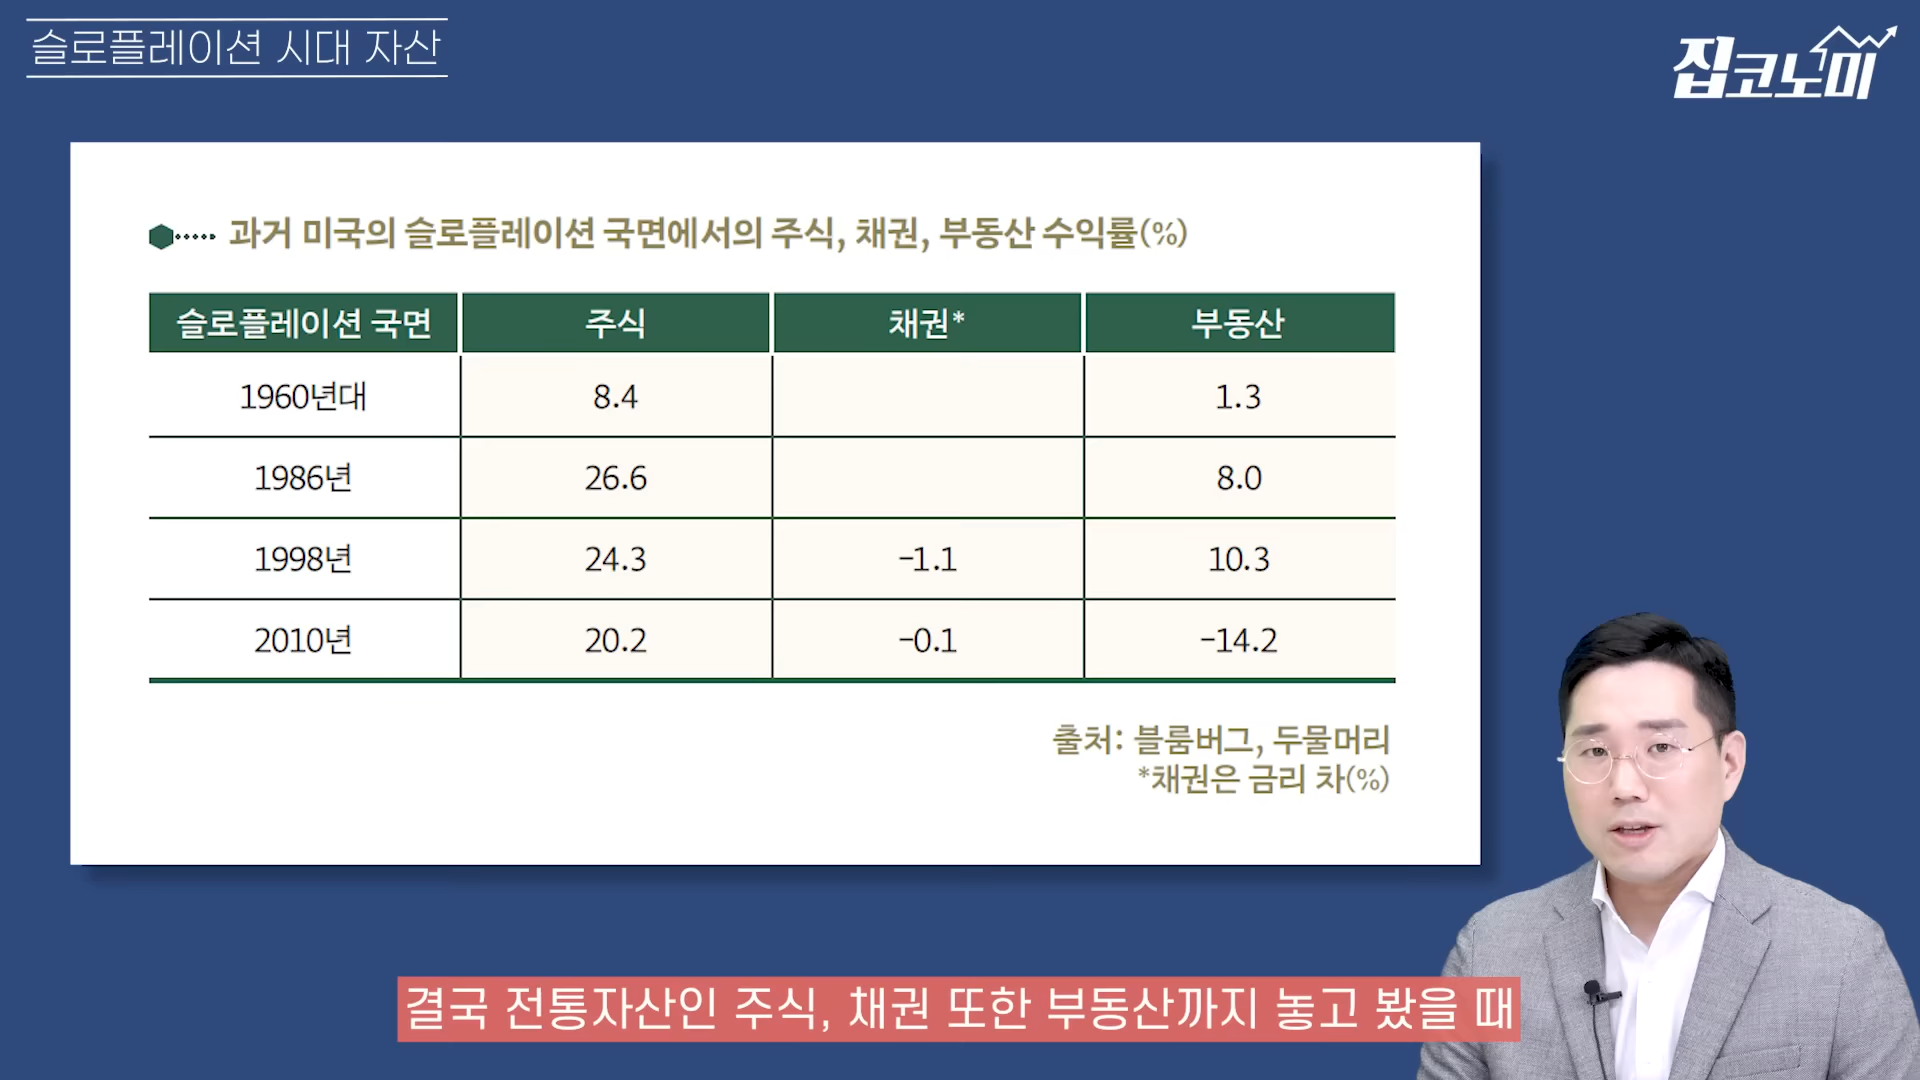 슬로플레이션 시대 자산
집코노미
과거 미국의 슬로플레이션 국면에서의 주식, 채권, 부동산 수익률(%)
슬로플레이션 국면 주식 채권* 부동산
1960년대 8.4 1.3
1986년 26.6 8.0
1998년 24.3 -1.1 10.3
2010년 20.2 -0.1 -14.2
출처: 블룸버그, 두물머리
*채권은 금리 차(%)
결국 전통자산인 주식, 채권 또한 부동산까지 놓고 봤을 때